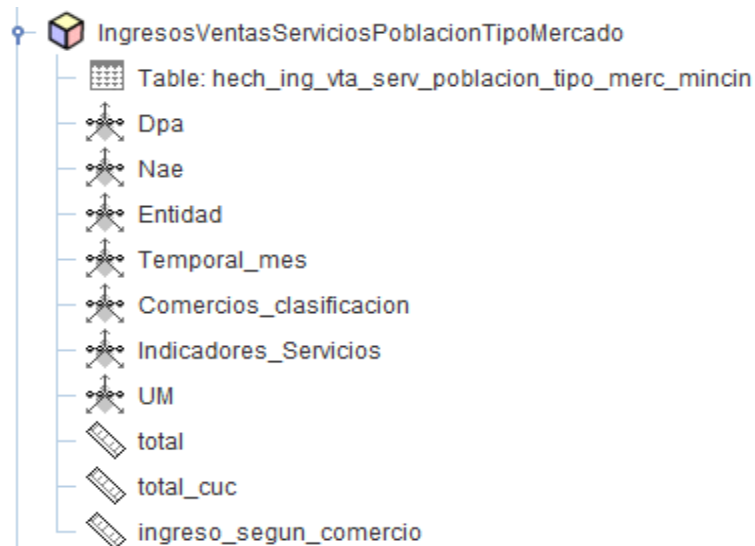 IngresosVentasServiciosPoblacionTipoMercado
Table: hech_ing_vta_serv_poblacion_tipo_merc_mincin
Dpa
Nae
Entidad
Temporal_mes
Comercios_clasificacion
Indicadores_Servicios
UM
total
total_cuc
ingreso_segun_comercio